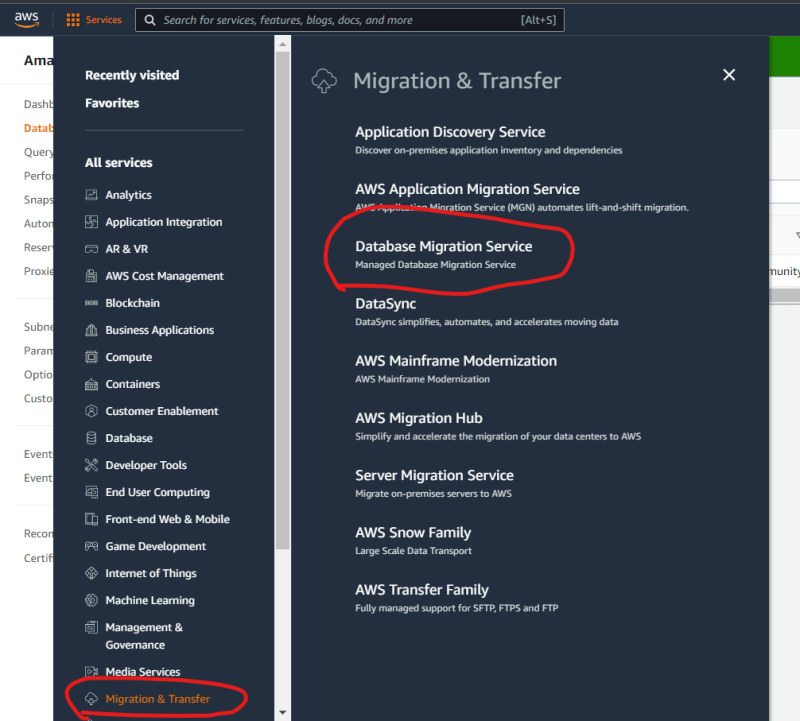 aws
Services
Search for services, features, blogs, docs, and more
[Alt+S]
Ama
Dashb
Datab
Query
Perfor
Snaps
Auton
Reser
Proxie
Subne
Param
Optio
Custo
Event
Event
Recon
Certif
Recently visited
Favorites
All services
Analytics
Application Integration
AR & VR
AWS Cost Management
Blockchain
Business Applications
Compute
Containers
Customer Enablement
Database
Developer Tools
End User Computing
Front-end Web & Mobile
Game Development
Internet of Things
Machine Learning
Management &
Governance
Media Services
Migration & Transfer
Migration & Transfer
Application Discovery Service
Discover on-premises application inventory and dependencies
AWS Application Migration Service
AWS Application Migration Service (MGN) automates lift-and-shift migration.
Database Migration Service
Managed Database Migration Service
DataSync
DataSync simplifies, automates, and accelerates moving data
AWS Mainframe Modernization
AWS Mainframe Modernization
AWS Migration Hub
Simplify and accelerate the migration of your data centers to AWS
Server Migration Service
Migrate on-premises servers to AWS
AWS Snow Family
Large Scale Data Transport
AWS Transfer Family
Fully managed support for SFTP, FTPS and FTP
munity